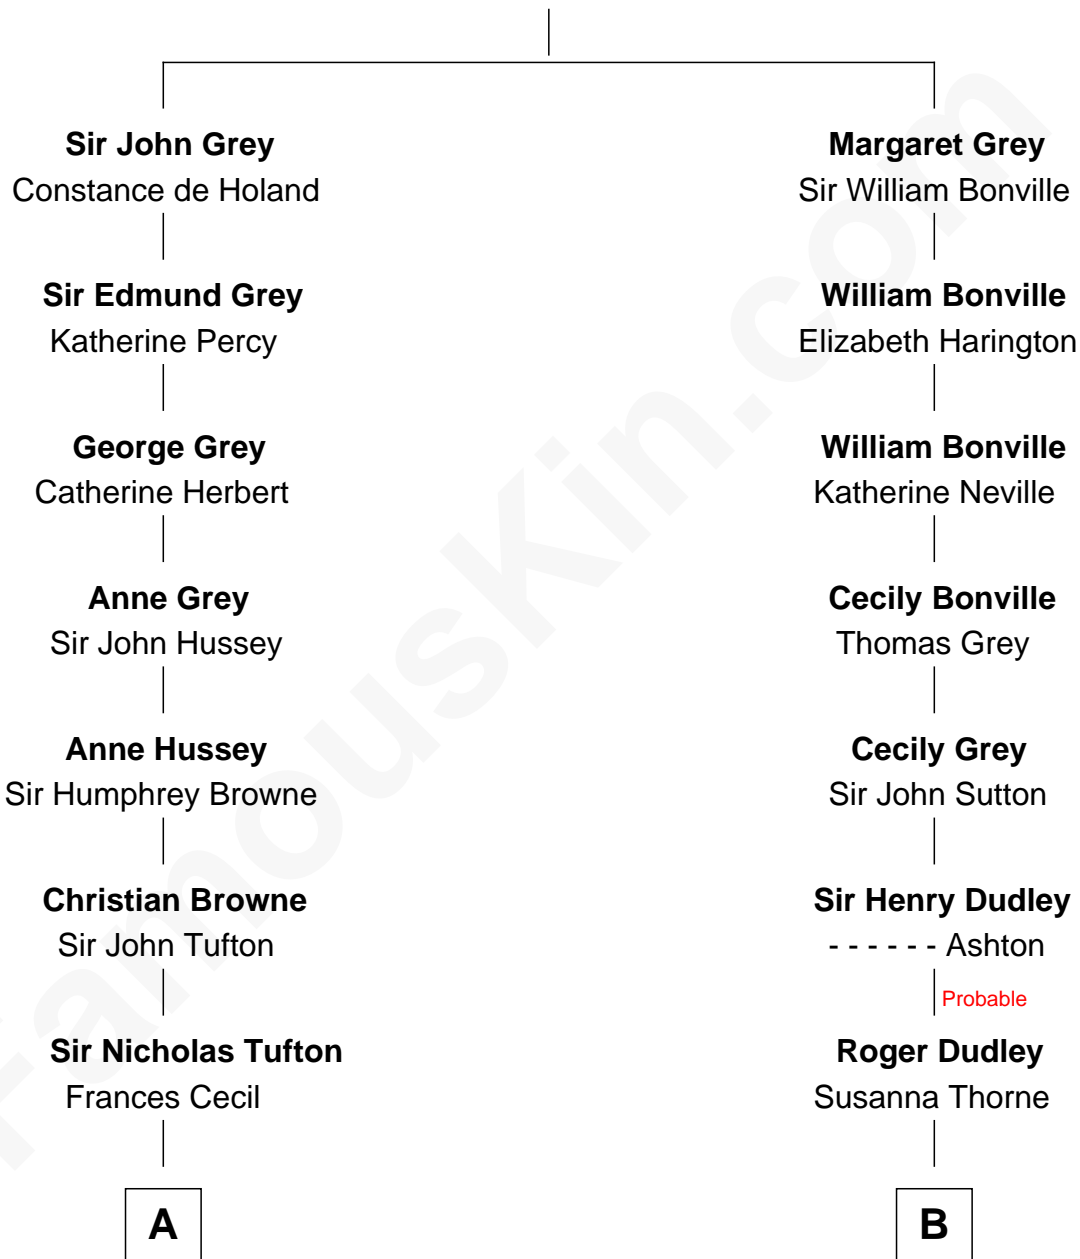 Sir John Grey
Constance de Holand
Sir Edmund Grey
Katherine Percy
George Grey
Catherine Herbert
Anne Grey
Sir John Hussey
Anne Hussey
Sir Humphrey Browne
Christian Browne
Sir John Tufton
Sir Nicholas Tufton
Frances Cecil
A
Margaret Grey
Sir William Bonville
William Bonville
Elizabeth Harington
William Bonville
Katherine Neville
Cecily Bonville
Thomas Grey
Cecily Grey
Sir John Sutton
Sir Henry Dudley
- - - - - - Ashton
Probable
Roger Dudley
Susanna Thorne
B
FamousKin.com